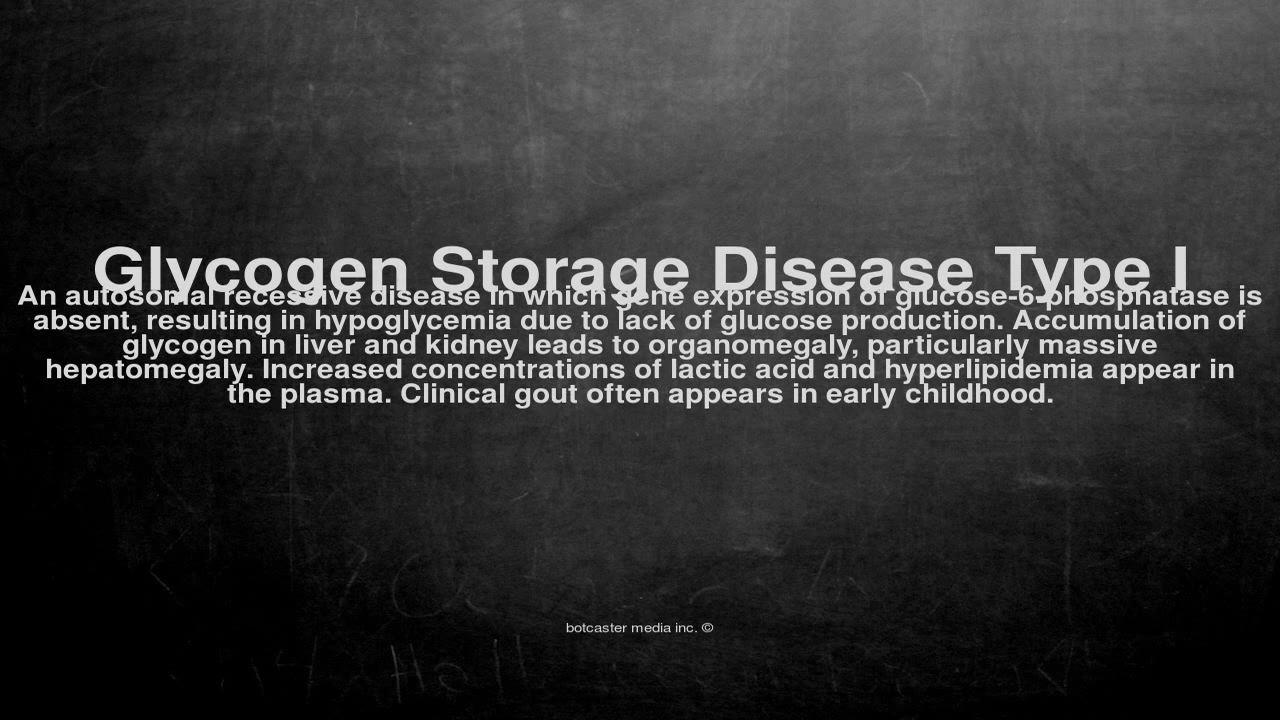 Glycogen Storage Disease Type I
An autosomal recessive disease in which gene expression of glucose-6-phosphatase is
absent, resulting in hypoglycemia due to lack of glucose production. Accumulation of
glycogen in liver and kidney leads to organomegaly, particularly massive
hepatomegaly. Increased concentrations of lactic acid and hyperlipidemia appear in
the plasma. Clinical gout often appears in early childhood.
botcaster media inc. ©